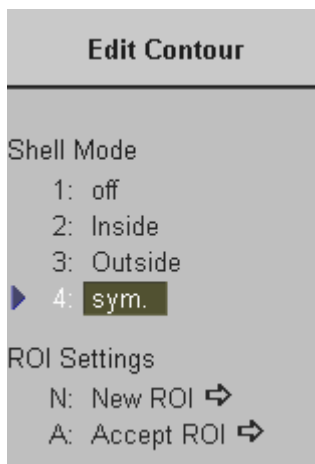 Edit Contour
Shell Mode
1: off
2: Inside
3: Outside
4: sym.
ROI Settings
N: New ROI
A: Accept ROI